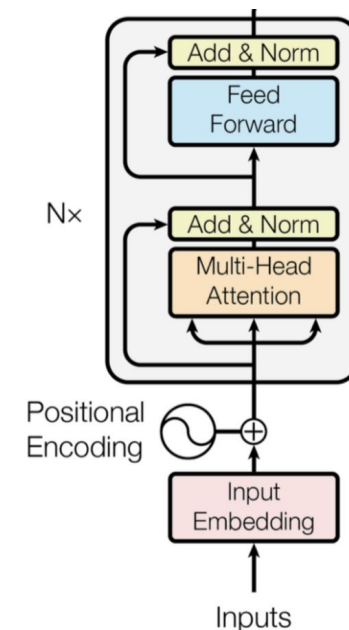 Add & Norm
Feed
Forward
N×
Add & Norm
Multi-Head
Attention
Positional
Encoding
Input
Embedding
Inputs